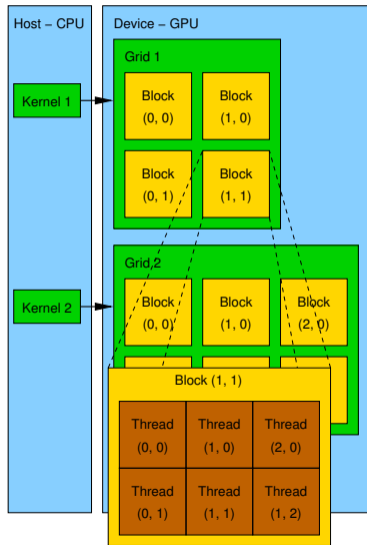 Host – CPU
Device – GPU
Grid 1
Kernel 1
Block
(0, 0)
Block
(1, 0)
Block
(0, 1)
Block
(1, 1)
Grid 2
Kernel 2
Block
(0, 0)
Block
(1, 0)
Block
(2, 0)
Block (1, 1)
Thread
(0, 0)
Thread
(1, 0)
Thread
(2, 0)
Thread
(0, 1)
Thread
(1, 1)
Thread
(1, 2)